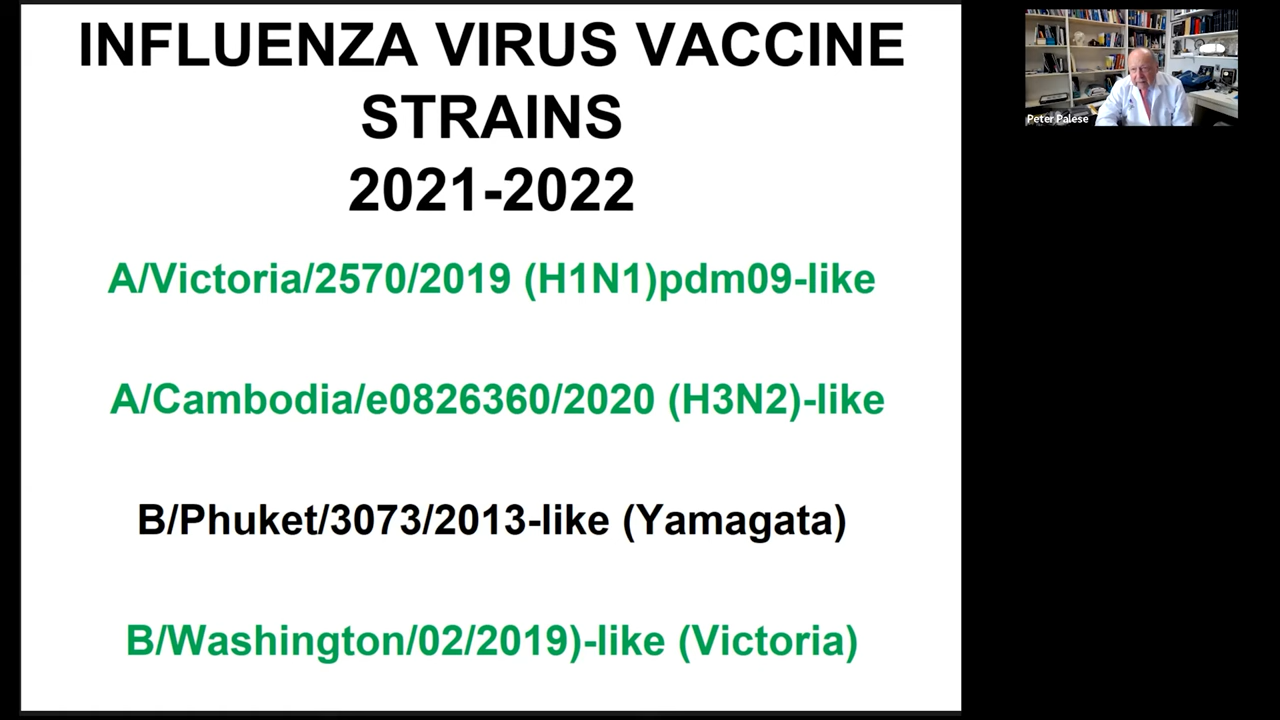 INFLUENZA VIRUS VACCINE
STRAINS
2021-2022
A/Victoria/2570/2019 (H1N1)pdm09-like
A/Cambodia/e0826360/2020 (H3N2)-like
B/Phuket/3073/2013-like (Yamagata)
B/Washington/02/2019)-like (Victoria)
Peter Palese